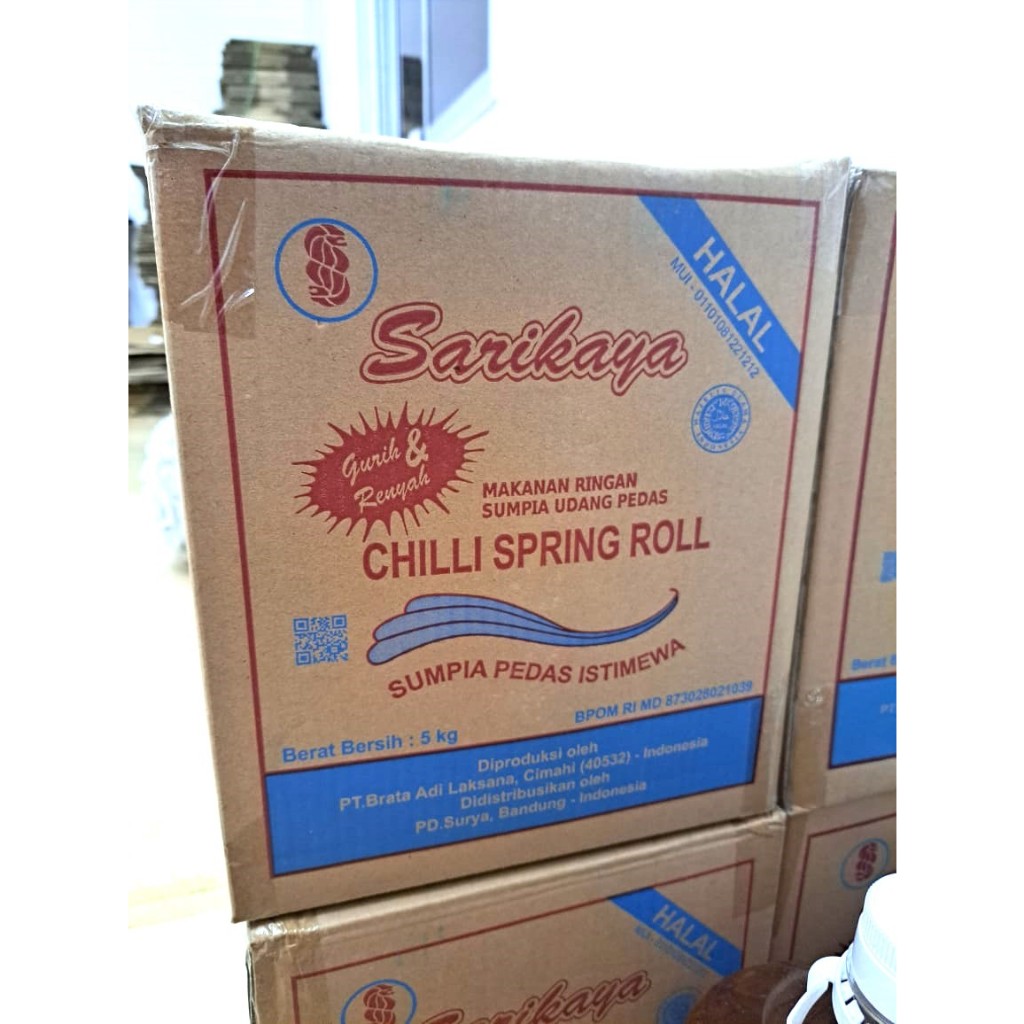 HALAL
MUI - 01101081221212
Sarikaya
Gurih &
Renyah
MAKANAN RINGAN
SUMPIA UDANG PEDAS
CHILLI SPRING ROLL
SUMPIA PEDAS ISTIMEWA
BPOM RI MD 873028021039
Berat Bersih : 5 kg
Diproduksi oleh
PT.Brata Adi Laksana, Cimahi (40532) - Indonesia
Didistribusikan oleh
PD.Surya, Bandung - Indonesia
Berat
HALAL
Sarikaya